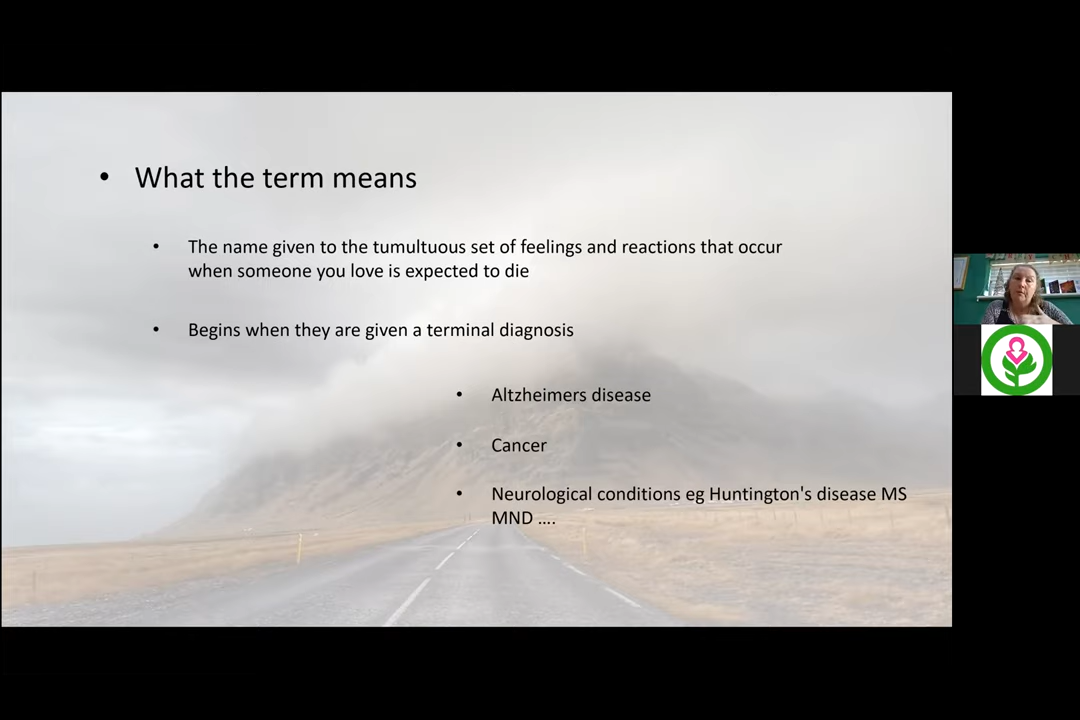 • What the term means
• The name given to the tumultuous set of feelings and reactions that occur
when someone you love is expected to die
• Begins when they are given a terminal diagnosis
• Altzheimers disease
• Cancer
• Neurological conditions eg Huntington's disease MS
MND ....